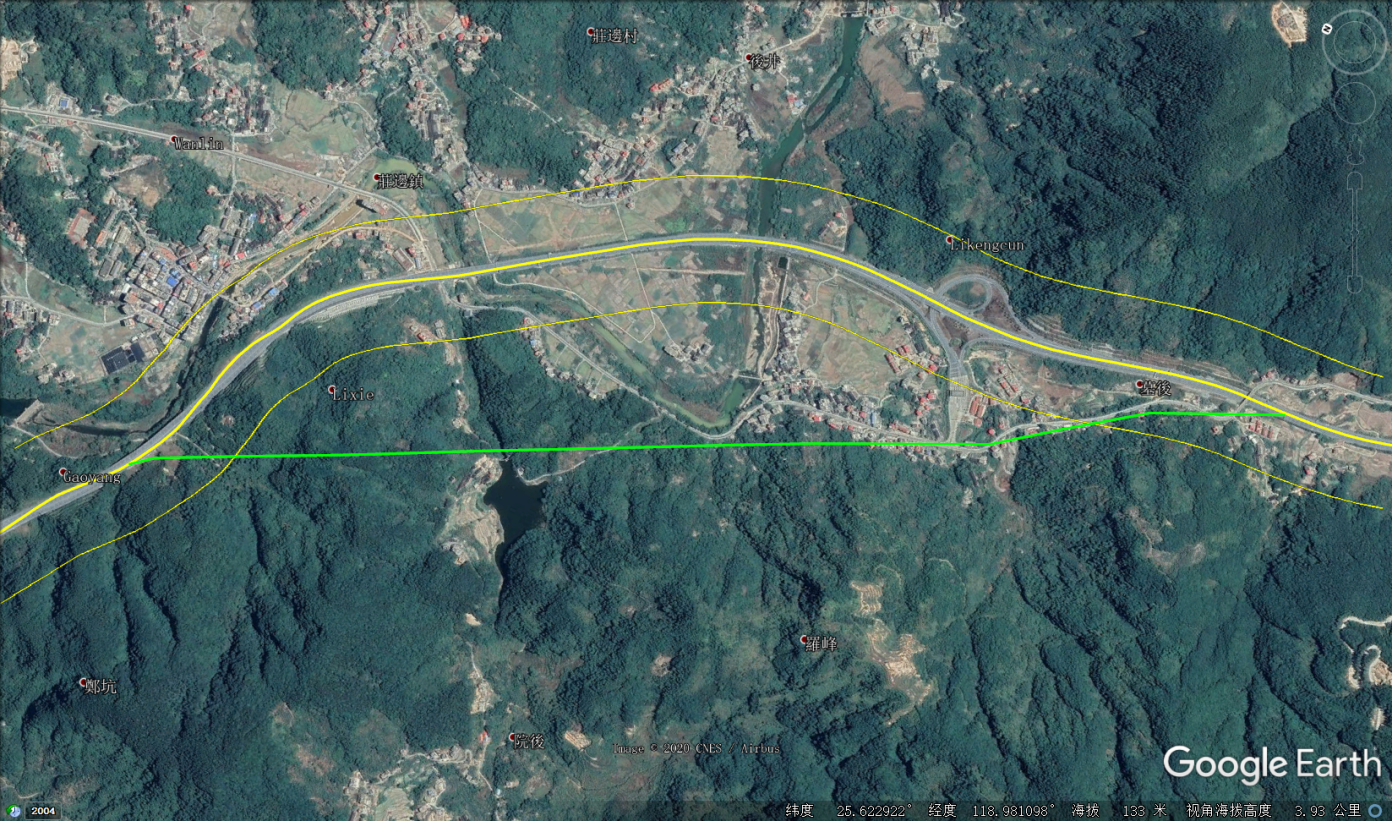 莊邊村
後井
Wanlin
莊邊鎮
Likengcun
Lixie
Gaoyang
羅峰
鄭坑
院後
Image © 2020 CNES / Airbus
Google Earth
2004
纬度 25.622922° 经度 118.981098° 海拔 133 米 视角海拔高度 3.93 公里